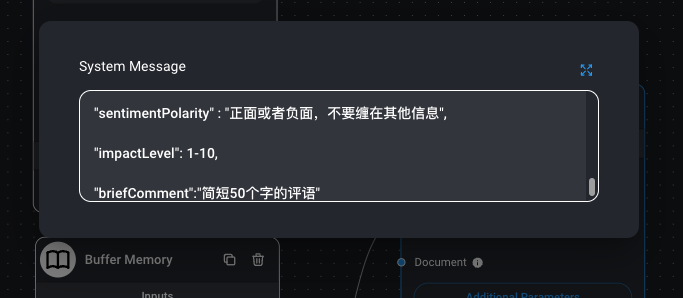 System Message
"sentimentPolarity" : "正面或者负面，不要缠在其他信息",
"impactLevel": 1-10,
"briefComment":"简短50个字的评语"
Buffer Memory
Inputs
Document
Additional Parameters